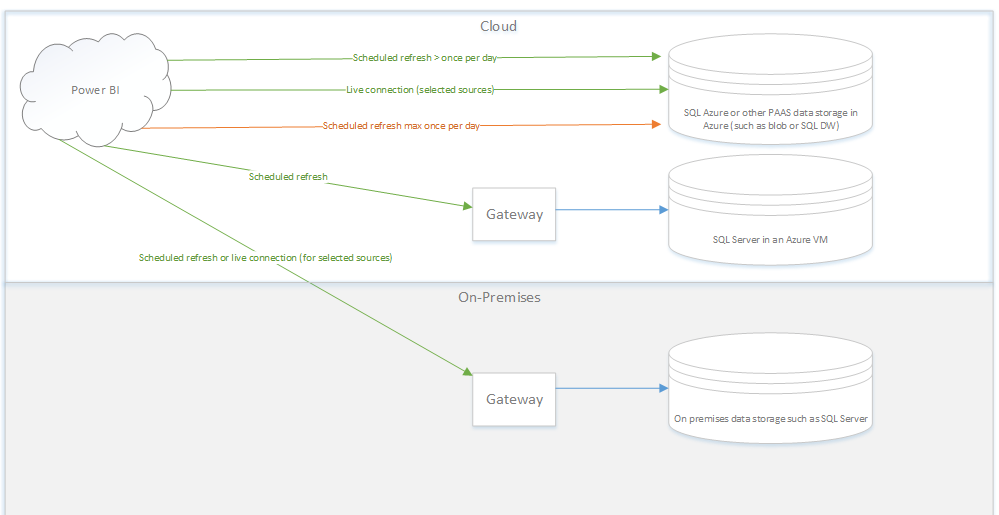 Cloud
Power BI
Scheduled refresh > once per day
Live connection (selected sources)
Scheduled refresh max once per day
SQL Azure or other PAAS data storage in
Azure (such as blob or SQL DW)
Scheduled refresh
Gateway
SQL Server in an Azure VM
Scheduled refresh or live connection (for selected sources)
On-Premises
Gateway
On premises data storage such as SQL Server